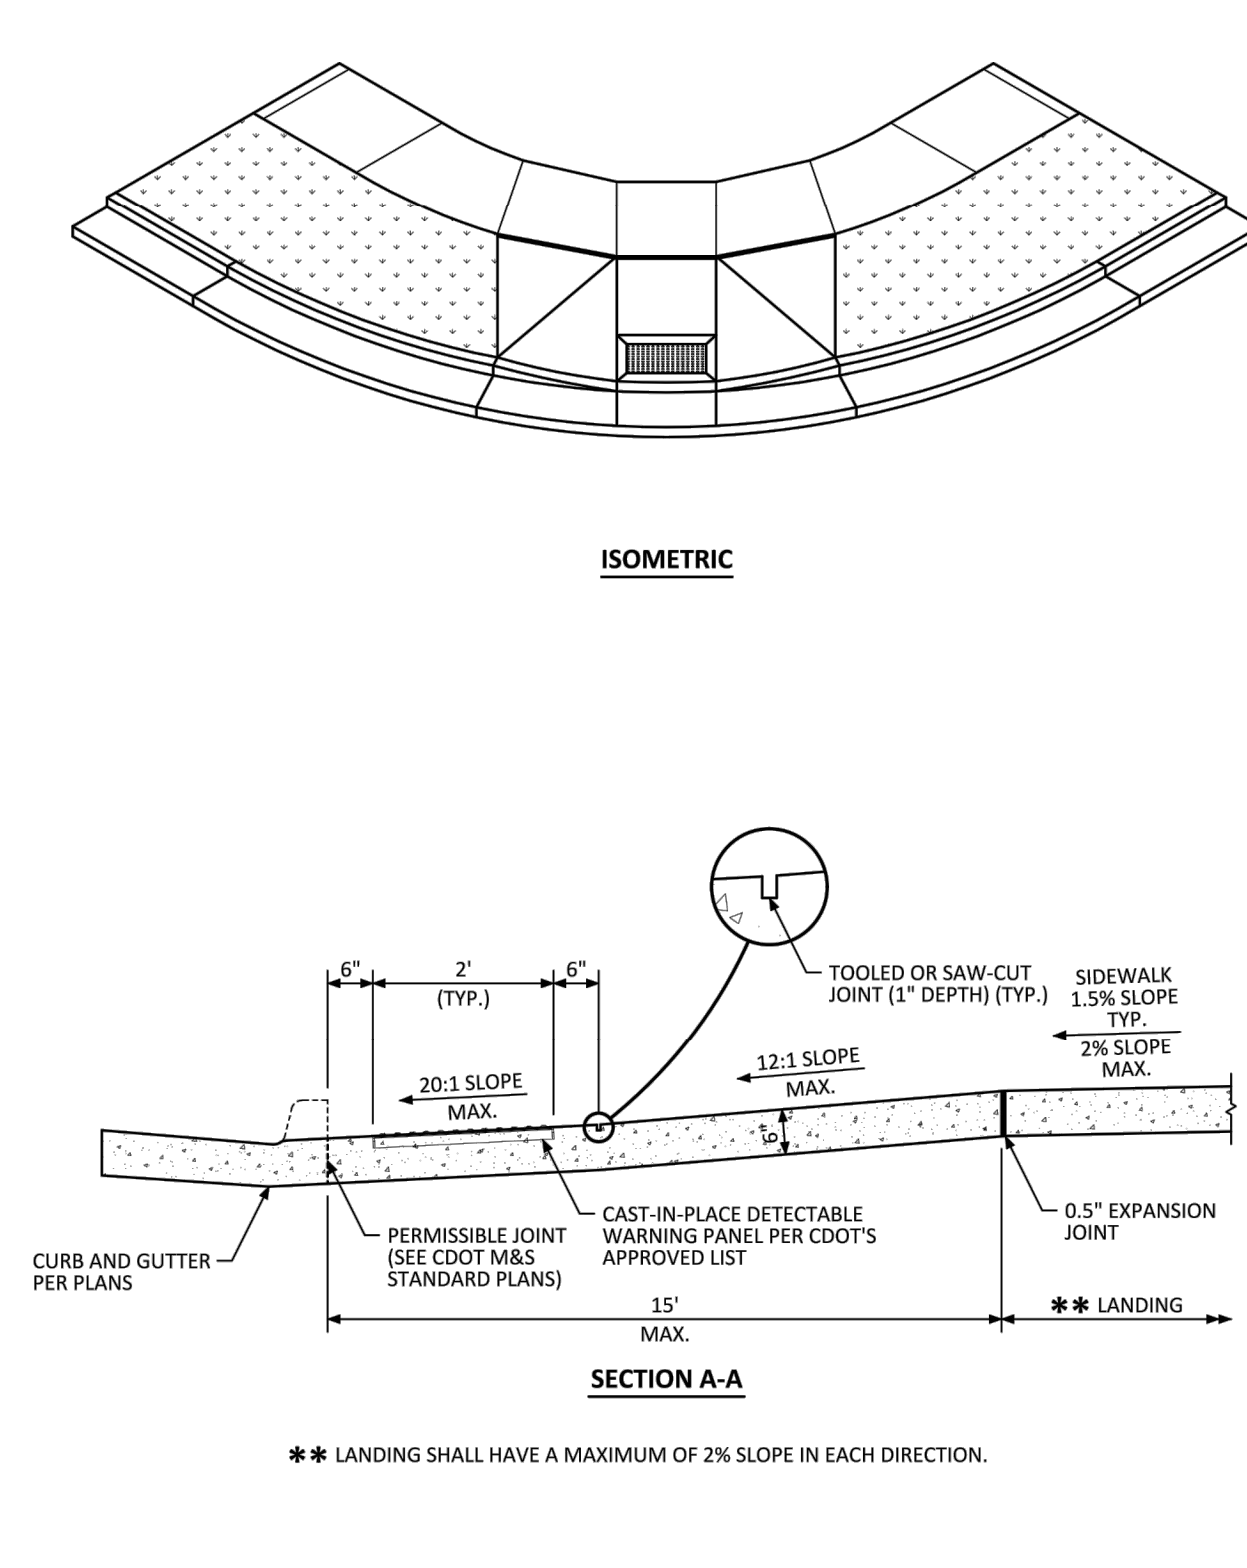 ISOMETRIC
6"
2'
(TYP.)
6"
TOOLED OR SAW-CUT
JOINT (1" DEPTH) (TYP.)
SIDEWALK
1.5% SLOPE
TYP.
2% SLOPE
MAX.
20:1 SLOPE
MAX.
12:1 SLOPE
MAX.
6"
CURB AND GUTTER
PER PLANS
PERMISSIBLE JOINT
(SEE CDOT M&S
STANDARD PLANS)
CAST-IN-PLACE DETECTABLE
WARNING PANEL PER CDOT'S
APPROVED LIST
0.5" EXPANSION
JOINT
15'
MAX.
** LANDING
SECTION A-A
** LANDING SHALL HAVE A MAXIMUM OF 2% SLOPE IN EACH DIRECTION.